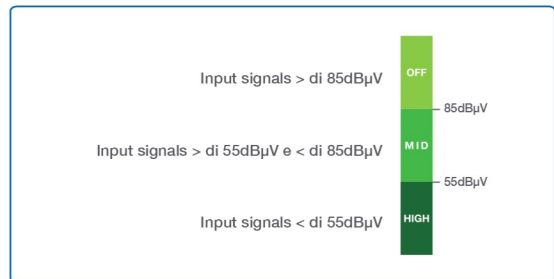 Input signals > di 85dBµV
OFF
85dBµV
Input signals > di 55dBµV e < di 85dBµV
MID
55dBµV
Input signals < di 55dBµV
HIGH